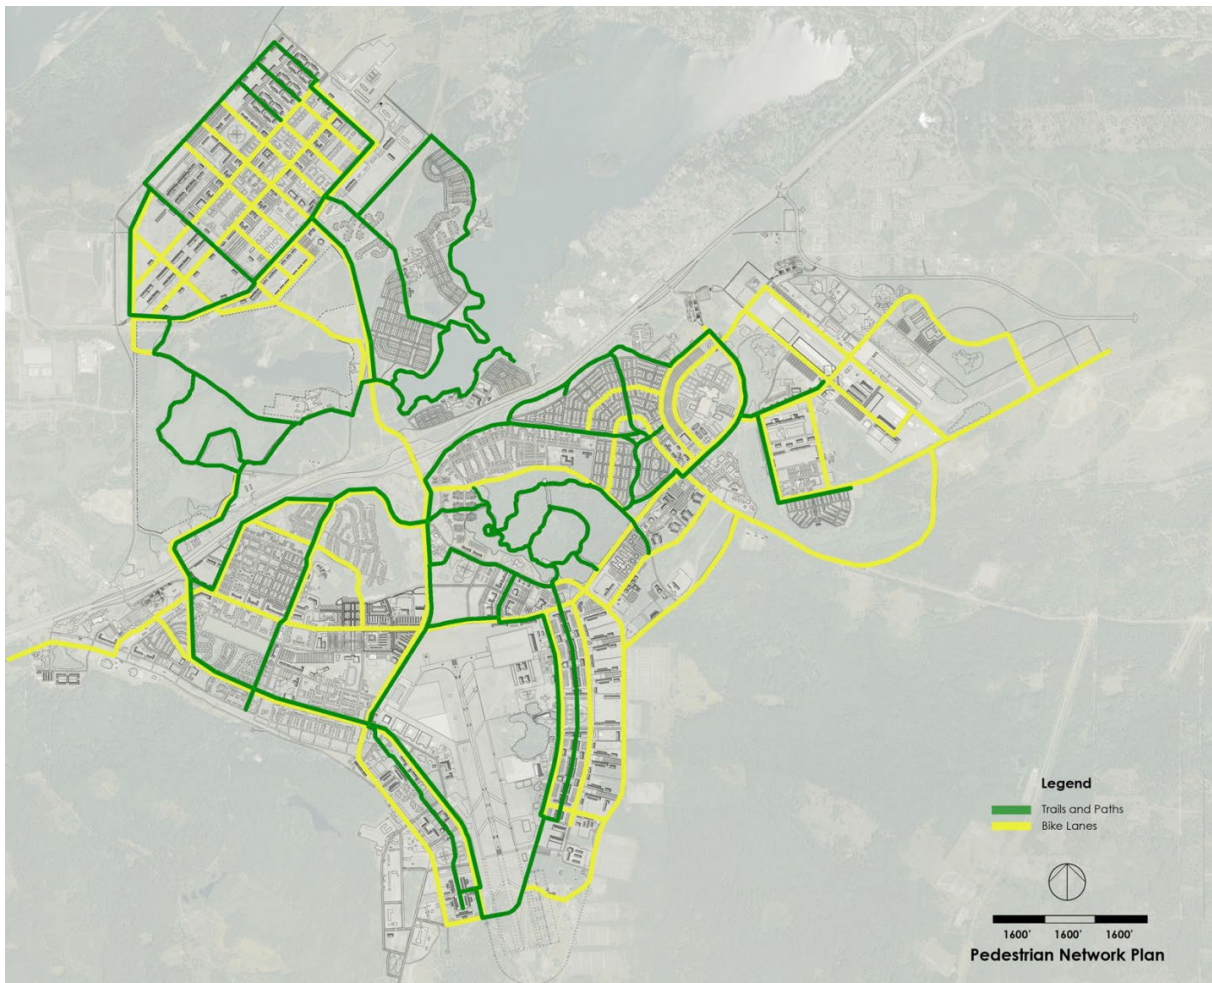 Legend
Trails and Paths
Bike Lanes
1600' 1600' 1600'
Pedestrian Network Plan